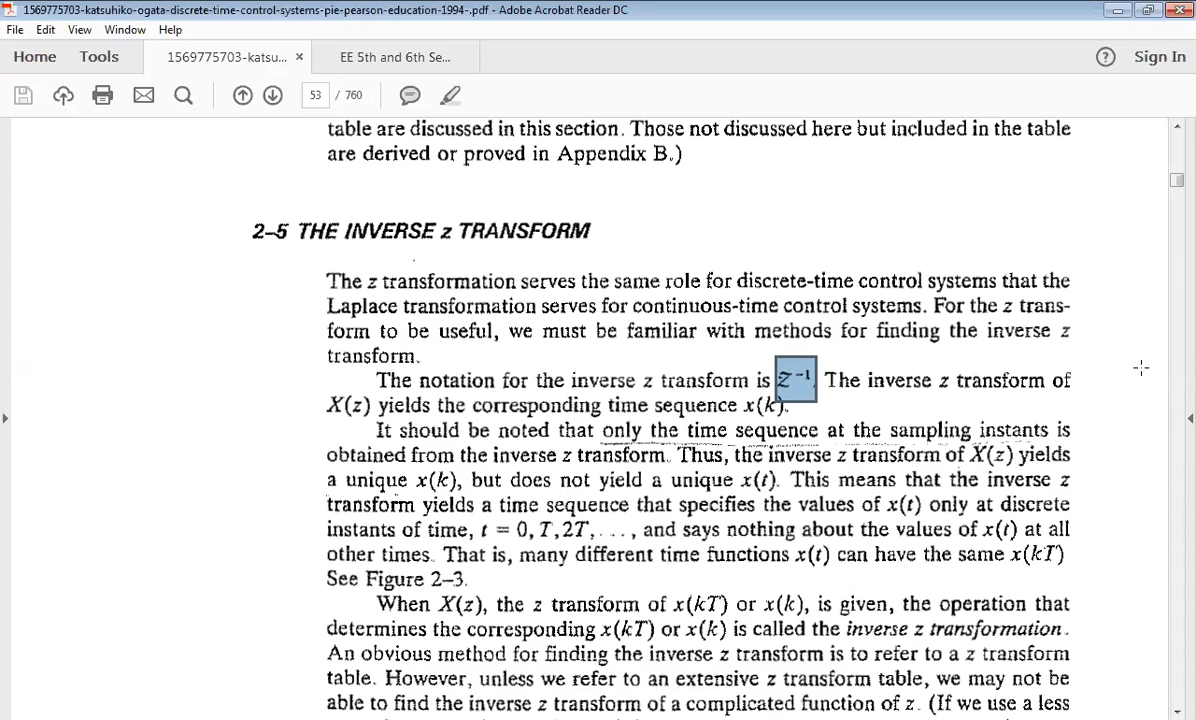 1569775703-katsuhiko-ogata-discrete-time-control-systems-pie-pearson-education-1994-.pdf - Adobe Acrobat Reader DC
File Edit View Window Help
Home Tools 1569775703-katsu... × EE 5th and 6th Se... ? Sign In
53 / 760
table are discussed in this section. Those not discussed here but included in the table
are derived or proved in Appendix B.)
2–5 THE INVERSE z TRANSFORM
The z transformation serves the same role for discrete-time control systems that the
Laplace transformation serves for continuous-time control systems. For the z trans-
form to be useful, we must be familiar with methods for finding the inverse z
transform.
The notation for the inverse z transform is Z⁻¹. The inverse z transform of
X(z) yields the corresponding time sequence x(k).
It should be noted that only the time sequence at the sampling instants is
obtained from the inverse z transform. Thus, the inverse z transform of X(z) yields
a unique x(k), but does not yield a unique x(t). This means that the inverse z
transform yields a time sequence that specifies the values of x(t) only at discrete
instants of time, t = 0, T, 2T, ..., and says nothing about the values of x(t) at all
other times. That is, many different time functions x(t) can have the same x(kT)
See Figure 2–3.
When X(z), the z transform of x(kT) or x(k), is given, the operation that
determines the corresponding x(kT) or x(k) is called the inverse z transformation.
An obvious method for finding the inverse z transform is to refer to a z transform
table. However, unless we refer to an extensive z transform table, we may not be
able to find the inverse z transform of a complicated function of z. (If we use a less